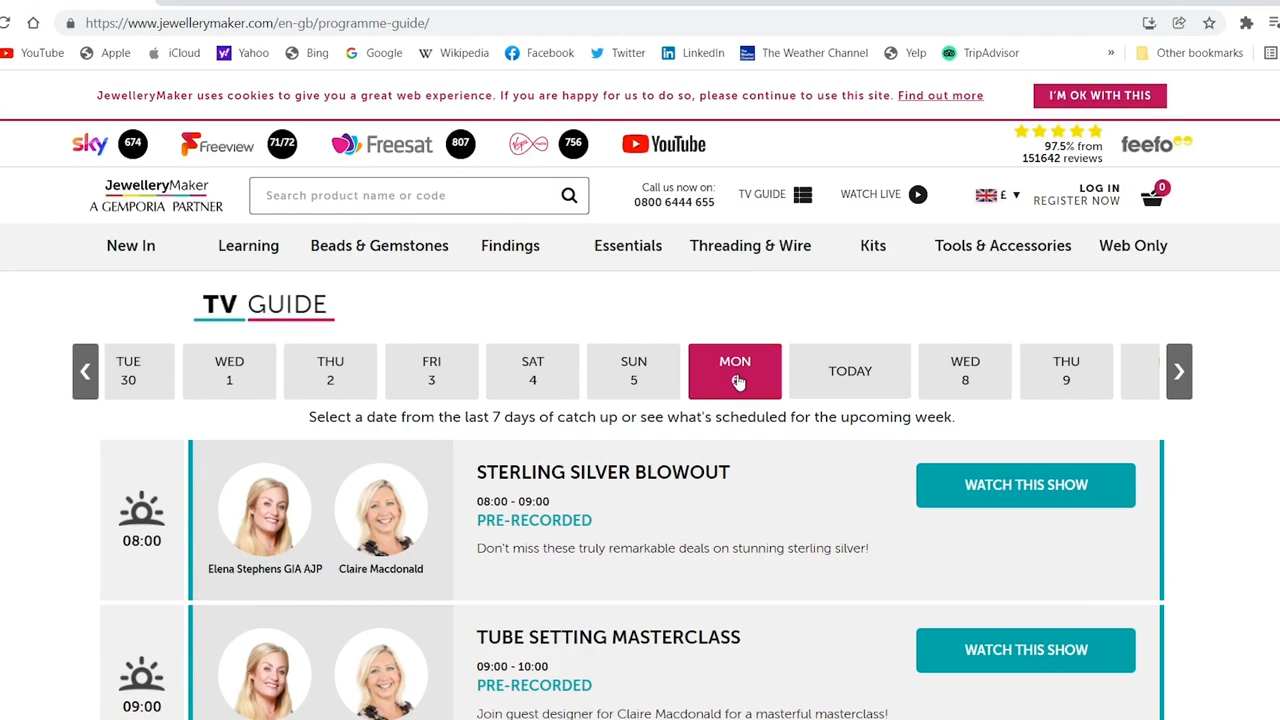 https://www.jewellerymaker.com/en-gb/programme-guide/
YouTube Apple iCloud Yahoo Bing Google Wikipedia Facebook Twitter LinkedIn The Weather Channel Yelp TripAdvisor » Other bookmarks
JewelleryMaker uses cookies to give you a great web experience. If you are happy for us to do so, please continue to use this site. Find out more
I'M OK WITH THIS
sky 674 Freeview 71/72 Freesat 807 756 YouTube
97.5% from
151642 reviews
feefo
JewelleryMaker
A GEMPORIA PARTNER
Search product name or code
Call us now on:
0800 6444 655
TV GUIDE
WATCH LIVE
£ ▼
LOG IN
REGISTER NOW
0
New In Learning Beads & Gemstones Findings Essentials Threading & Wire Kits Tools & Accessories Web Only
TV GUIDE
TUE WED THU FRI SAT SUN MON TODAY WED THU
30 1 2 3 4 5 8 9
Select a date from the last 7 days of catch up or see what's scheduled for the upcoming week.
08:00
Elena Stephens GIA AJP
Claire Macdonald
STERLING SILVER BLOWOUT
08:00 - 09:00
PRE-RECORDED
Don't miss these truly remarkable deals on stunning sterling silver!
WATCH THIS SHOW
09:00
TUBE SETTING MASTERCLASS
09:00 - 10:00
PRE-RECORDED
Join guest designer for Claire Macdonald for a masterful masterclass!
WATCH THIS SHOW